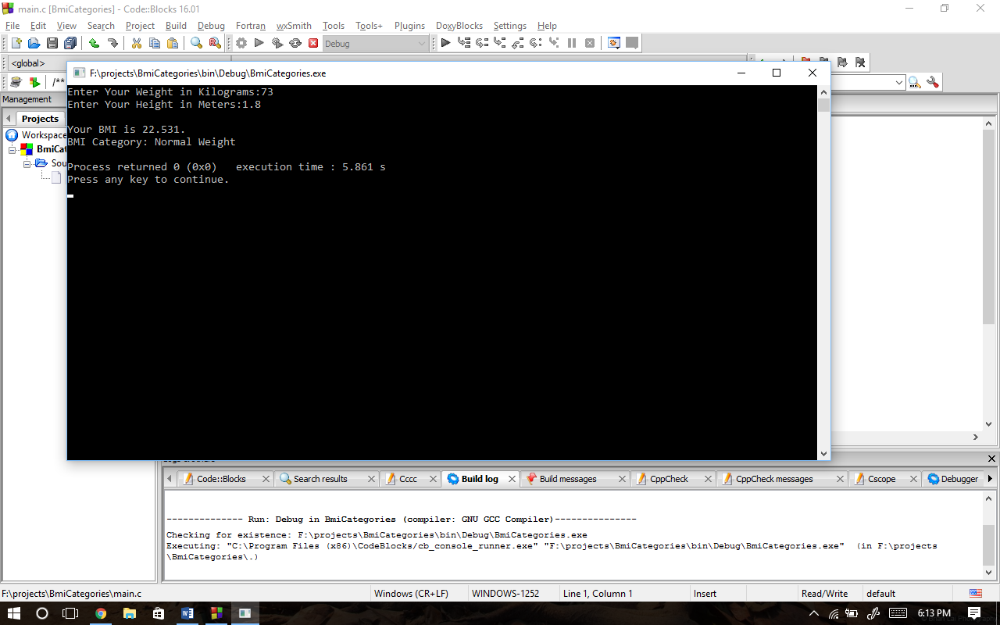 main.c [BmiCategories] - Code::Blocks 16.01
File Edit View Search Project Build Debug Fortran wxSmith Tools Tools+ Plugins DoxyBlocks Settings Help
Debug
<global>
F:\projects\BmiCategories\bin\Debug\BmiCategories.exe
/**
Enter Your Weight in Kilograms:73
Management
Enter Your Height in Meters:1.8
Projects
Your BMI is 22.531.
Workspace
BMI Category: Normal Weight
BmiCat
Sou
Process returned 0 (0x0)   execution time : 5.861 s
Press any key to continue.
Code::Blocks Search results Cccc Build log Build messages CppCheck CppCheck messages Cscope Debugger
-------------- Run: Debug in BmiCategories (compiler: GNU GCC Compiler)---------------
Checking for existence: F:\projects\BmiCategories\bin\Debug\BmiCategories.exe
Executing: "C:\Program Files (x86)\CodeBlocks/cb_console_runner.exe" "F:\projects\BmiCategories\bin\Debug\BmiCategories.exe"  (in F:\projects
\BmiCategories\.)
F:\projects\BmiCategories\main.c Windows (CR+LF) WINDOWS-1252 Line 1, Column 1 Insert Read/Write default
6:13 PM